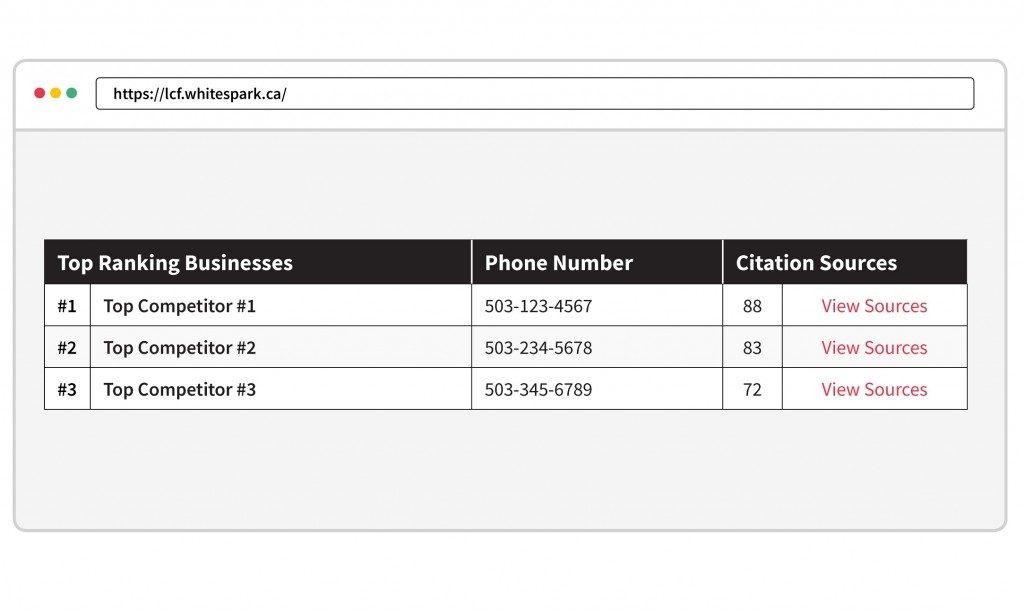 https://lcf.whitespark.ca/
Top Ranking Businesses Phone Number Citation Sources
#1 Top Competitor #1 503-123-4567 88 View Sources
#2 Top Competitor #2 503-234-5678 83 View Sources
#3 Top Competitor #3 503-345-6789 72 View Sources